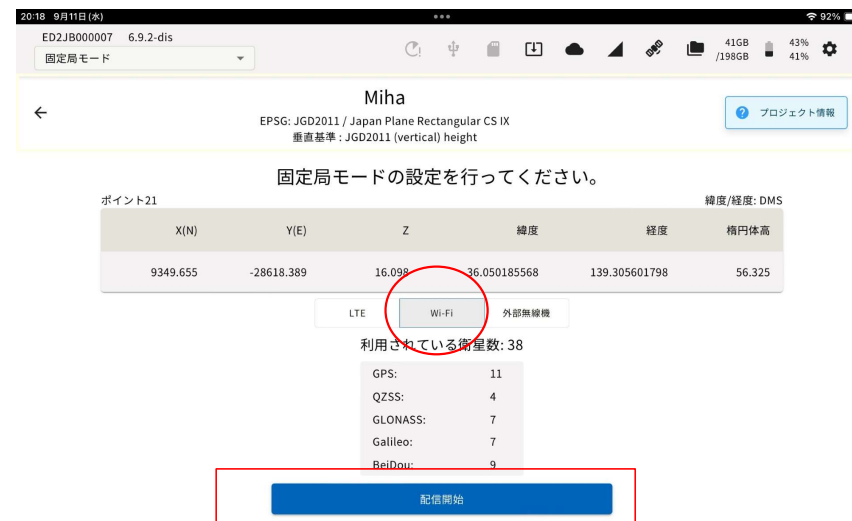 20:18 9月11日(水)
92%
ED2JB000007 6.9.2-dis
固定局モード
41GB
/198GB
43%
41%
Miha
EPSG: JGD2011 / Japan Plane Rectangular CS IX
垂直基準 : JGD2011 (vertical) height
プロジェクト情報
固定局モードの設定を行ってください。
ポイント21
緯度/経度: DMS
X(N) Y(E) Z 緯度 経度 楕円体高
9349.655 -28618.389 16.098 36.050185568 139.305601798 56.325
LTE Wi-Fi 外部無線機
利用されている衛星数: 38
GPS: 11
QZSS: 4
GLONASS: 7
Galileo: 7
BeiDou: 9
配信開始